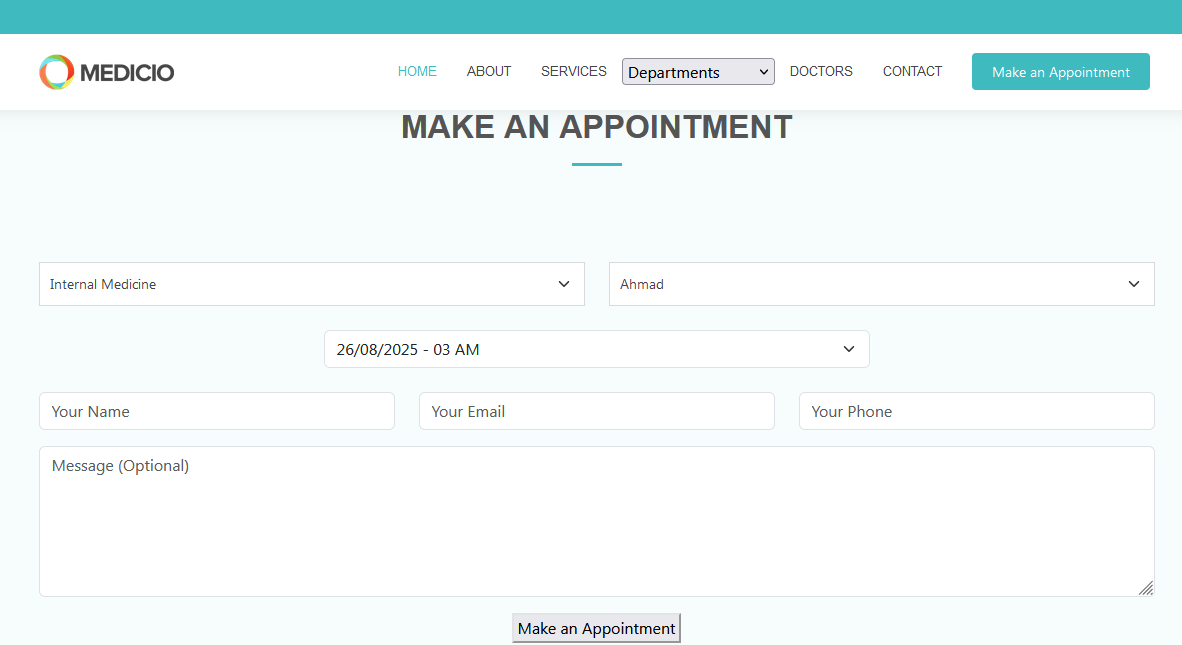 MEDICIO HOME ABOUT SERVICES Departments DOCTORS CONTACT Make an Appointment
MAKE AN APPOINTMENT
Internal Medicine Ahmad
26/08/2025 - 03 AM
Your Name Your Email Your Phone
Message (Optional)
Make an Appointment